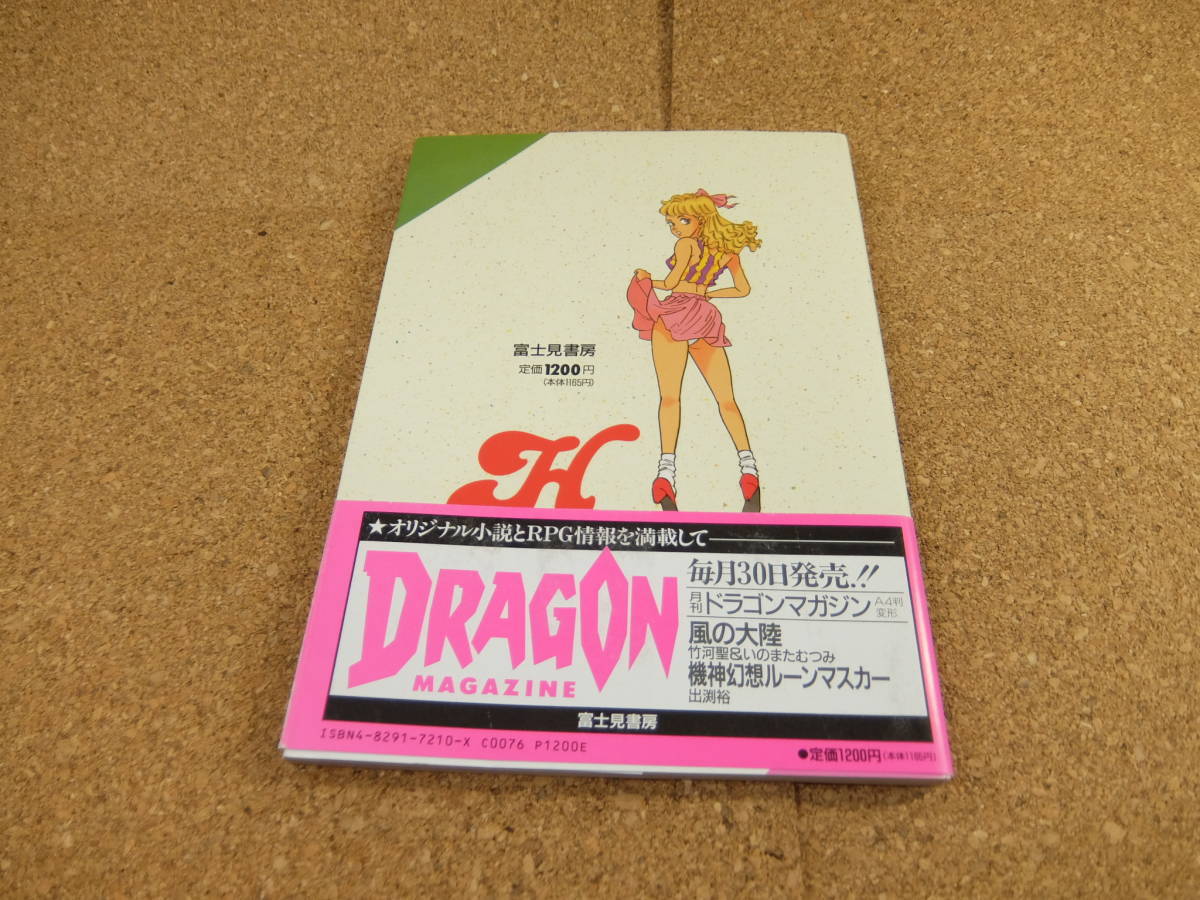 富士見書房
定価1200円
(本体1165円)
H
★オリジナル小説とRPG情報を満載して
DRAGON
MAGAZINE
毎月30日発売!!
月刊ドラゴンマガジン A4判変形
風の大陸
竹河聖&いのまたむつみ
機神幻想ルーンマスカー
出渕裕
富士見書房
ISBN4-8291-7210-X C0076 P1200E
●定価1200円(本体1165円)